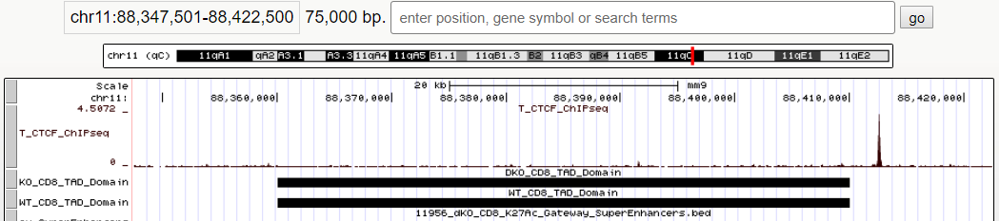 chr11:88,347,501-88,422,500 75,000 bp. enter position, gene symbol or search terms go
chr11 (qC) 11qA1 qA2 A3.1 A3.3 11qA4 11qA5 B1.1 11qB1.3 B2 11qB3 qB4 11qB5 11qC 11qD 11qE1 11qE2
Scale 20 kb mm9
chr11: 88,360,000 88,370,000 88,380,000 88,390,000 88,400,000 88,410,000 88,420,000
4.5072 _ T_CTCF_ChIPseq
T_CTCF_ChIPseq
0 _
DKO_CD8_TAD_Domain
KO_CD8_TAD_Domain
WT_CD8_TAD_Domain
WT_CD8_TAD_Domain
11956_dKO_CD8_K27Ac_Gateway_SuperEnhancers.bed